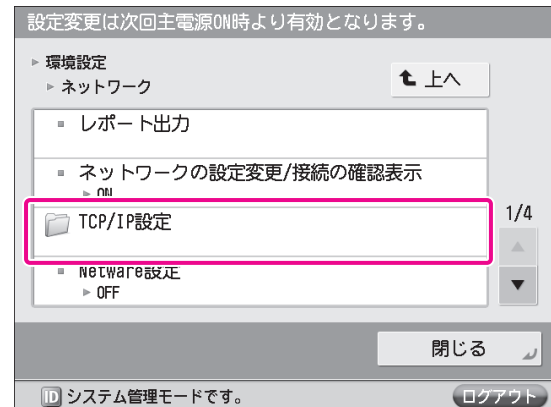 設定変更は次回主電源ON時より有効となります。
環境設定
ネットワーク
上へ
レポート出力
ネットワークの設定変更/接続の確認表示
ON
TCP/IP設定
1/4
Netware設定
OFF
閉じる
ID システム管理モードです。
ログアウト